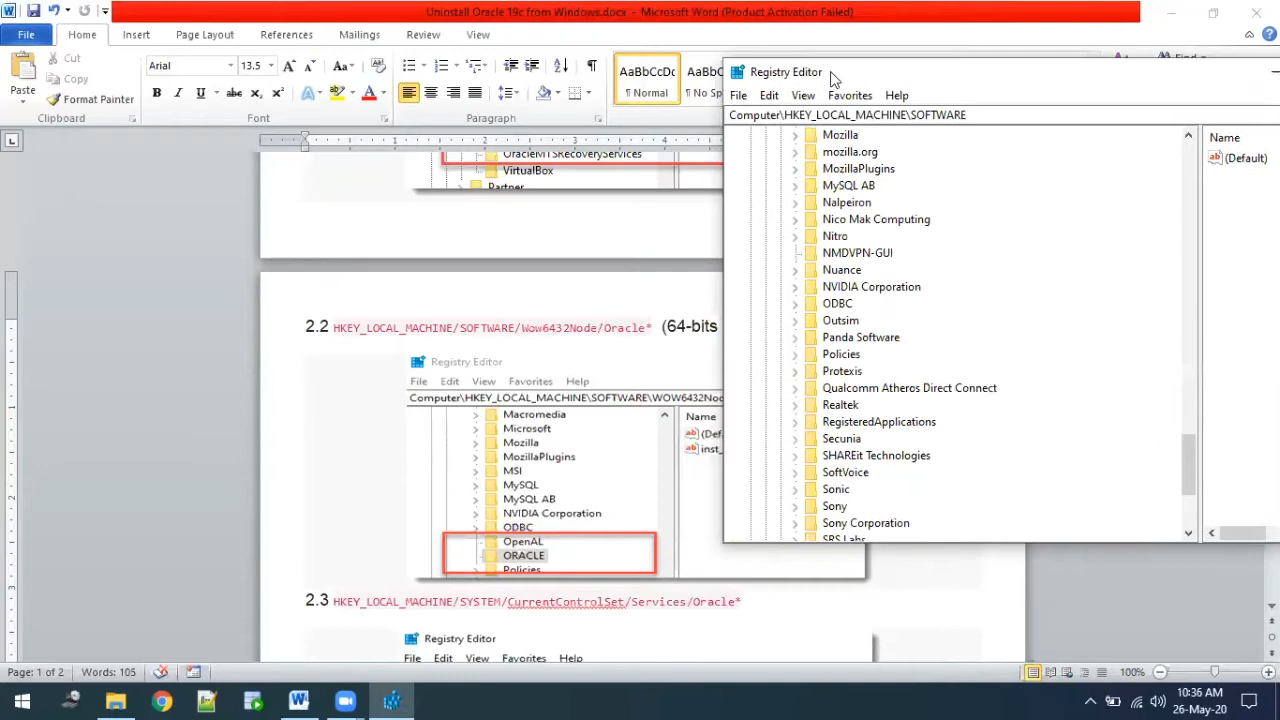 Uninstall Oracle 19c from Windows.docx - Microsoft Word (Product Activation Failed)
File Home Insert Page Layout References Mailings Review View
Cut
Copy
Format Painter
Paste
Clipboard
Arial 13.5
Font
Paragraph
AaBbCcDc
¶ Normal
Registry Editor
File Edit View Favorites Help
Computer\HKEY_LOCAL_MACHINE\SOFTWARE
Mozilla
mozilla.org
MozillaPlugins
MySQL AB
Nalpeiron
Nico Mak Computing
Nitro
NMDVPN-GUI
Nuance
NVIDIA Corporation
ODBC
Outsim
Panda Software
Policies
Protexis
Qualcomm Atheros Direct Connect
Realtek
RegisteredApplications
Secunia
SHAREit Technologies
SoftVoice
Sonic
Sony
Sony Corporation
SRS Labs
Name
(Default)
OracleMTSRecoveryServices
VirtualBox
Partner
2.2 HKEY_LOCAL_MACHINE/SOFTWARE/Wow6432Node/Oracle* (64-bits
Registry Editor
File Edit View Favorites Help
Computer\HKEY_LOCAL_MACHINE\SOFTWARE\WOW6432Nod
Macromedia
Microsoft
Mozilla
MozillaPlugins
MSI
MySQL
MySQL AB
NVIDIA Corporation
ODBC
OpenAL
ORACLE
Policies
Name
(Def
inst_
2.3 HKEY_LOCAL_MACHINE/SYSTEM/CurrentControlSet/Services/Oracle*
Registry Editor
File Edit View Favorites Help
Page: 1 of 2 Words: 105
100%
10:36 AM
26-May-20